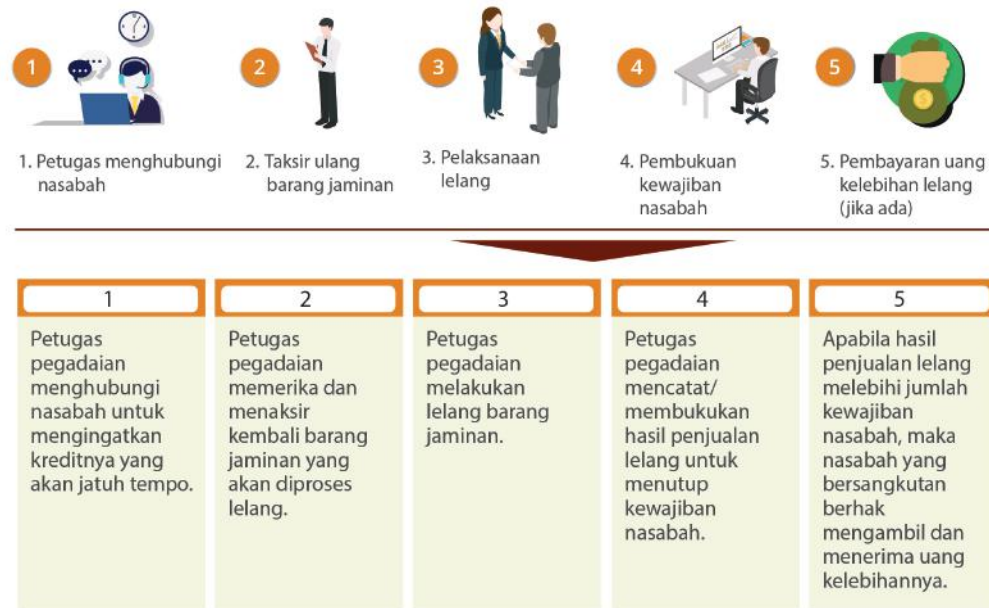 1
2
3
4
5
1. Petugas menghubungi
nasabah
2. Taksir ulang
barang jaminan
3. Pelaksanaan
lelang
4. Pembukuan
kewajiban
nasabah
5. Pembayaran uang
kelebihan lelang
(jika ada)
1
Petugas
pegadaian
menghubungi
nasabah untuk
mengingatkan
kreditnya yang
akan jatuh tempo.
2
Petugas
pegadaian
memerika dan
menaksir
kembali barang
jaminan yang
akan diproses
lelang.
3
Petugas
pegadaian
melakukan
lelang barang
jaminan.
4
Petugas
pegadaian
mencatat/
membukukan
hasil penjualan
lelang untuk
menutup
kewajiban
nasabah.
5
Apabila hasil
penjualan lelang
melebihi jumlah
kewajiban
nasabah, maka
nasabah yang
bersangkutan
berhak
mengambil dan
menerima uang
kelebihannya.